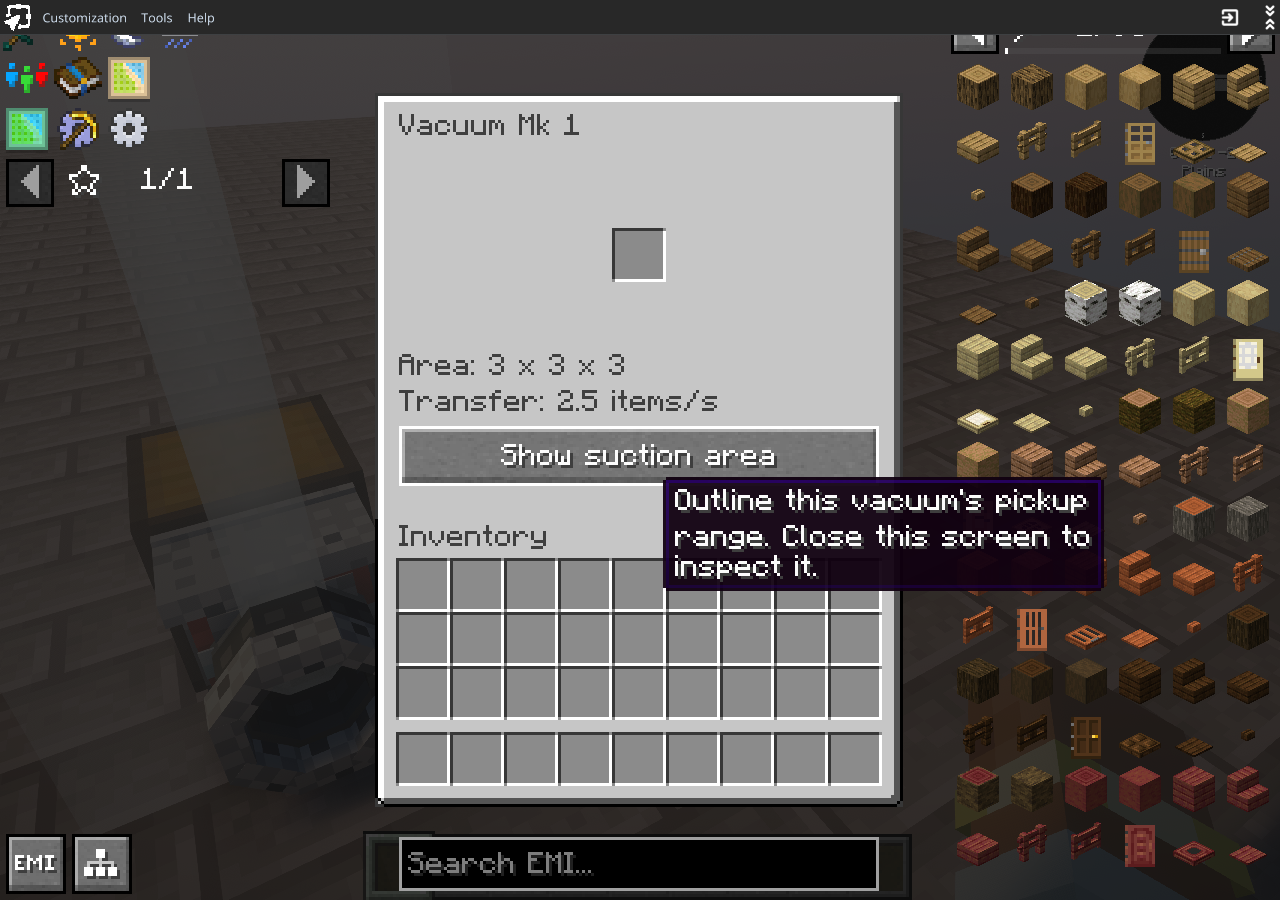 Customization Tools Help
1/1
Vacuum Mk 1
Plains
Area: 3 x 3 x 3
Transfer: 2.5 items/s
Show suction area
Outline this vacuum's pickup
range. Close this screen to
inspect it.
Inventory
EMI
Search EMI...